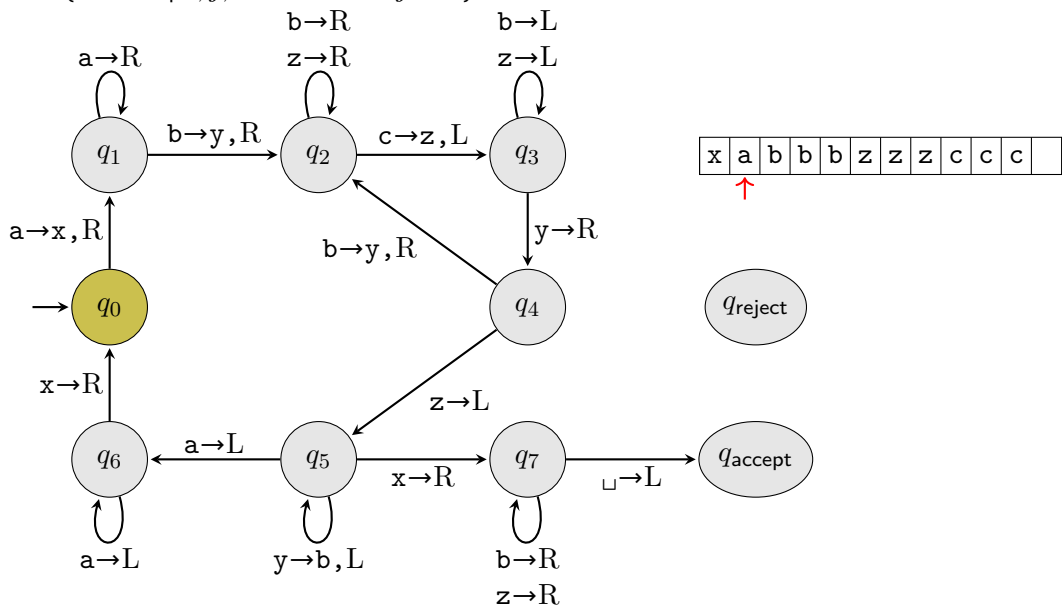 a→R
b→R
z→R
b→L
z→L
q1
b→y,R
q2
c→z,L
q3
x a b b b z z z c c c
a→x,R
b→y,R
y→R
q0
q4
qreject
x→R
z→L
q6
a→L
q5
x→R
q7
␣→L
qaccept
a→L
y→b,L
b→R
z→R